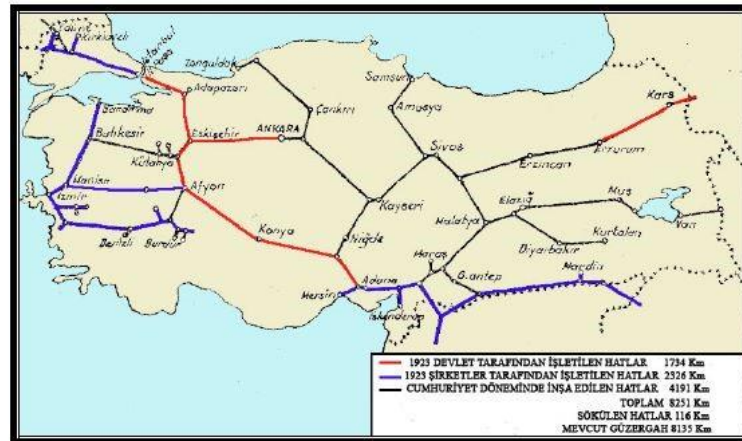 Kırklareli
İstanbul
Zonguldak
Samsun
Adapazarı
Kars
Çankırı
Amasya
Bandırma
Balıkesir
Eskişehir
ANKARA
Sivas
Erzurum
Erzincan
Kütahya
Manisa
İzmir
Afyon
Elazığ
Muş
Van
Kayseri
Malatya
Konya
Niğde
Kurtalan
Diyarbakır
Denizli
Burdur
Maraş
G.antep
Mardin
Adana
Mersin
İskenderun
1923 DEVLET TARAFINDAN İŞLETİLEN HATLAR 1734 Km
1923 ŞİRKETLER TARAFINDAN İŞLETİLEN HATLAR 2326 Km
CUMHURİYET DÖNEMİNDE İNŞA EDİLEN HATLAR 4191 Km
TOPLAM 8251 Km
SÖKÜLEN HATLAR 116 Km
MEVCUT GÜZERGAH 8135 Km